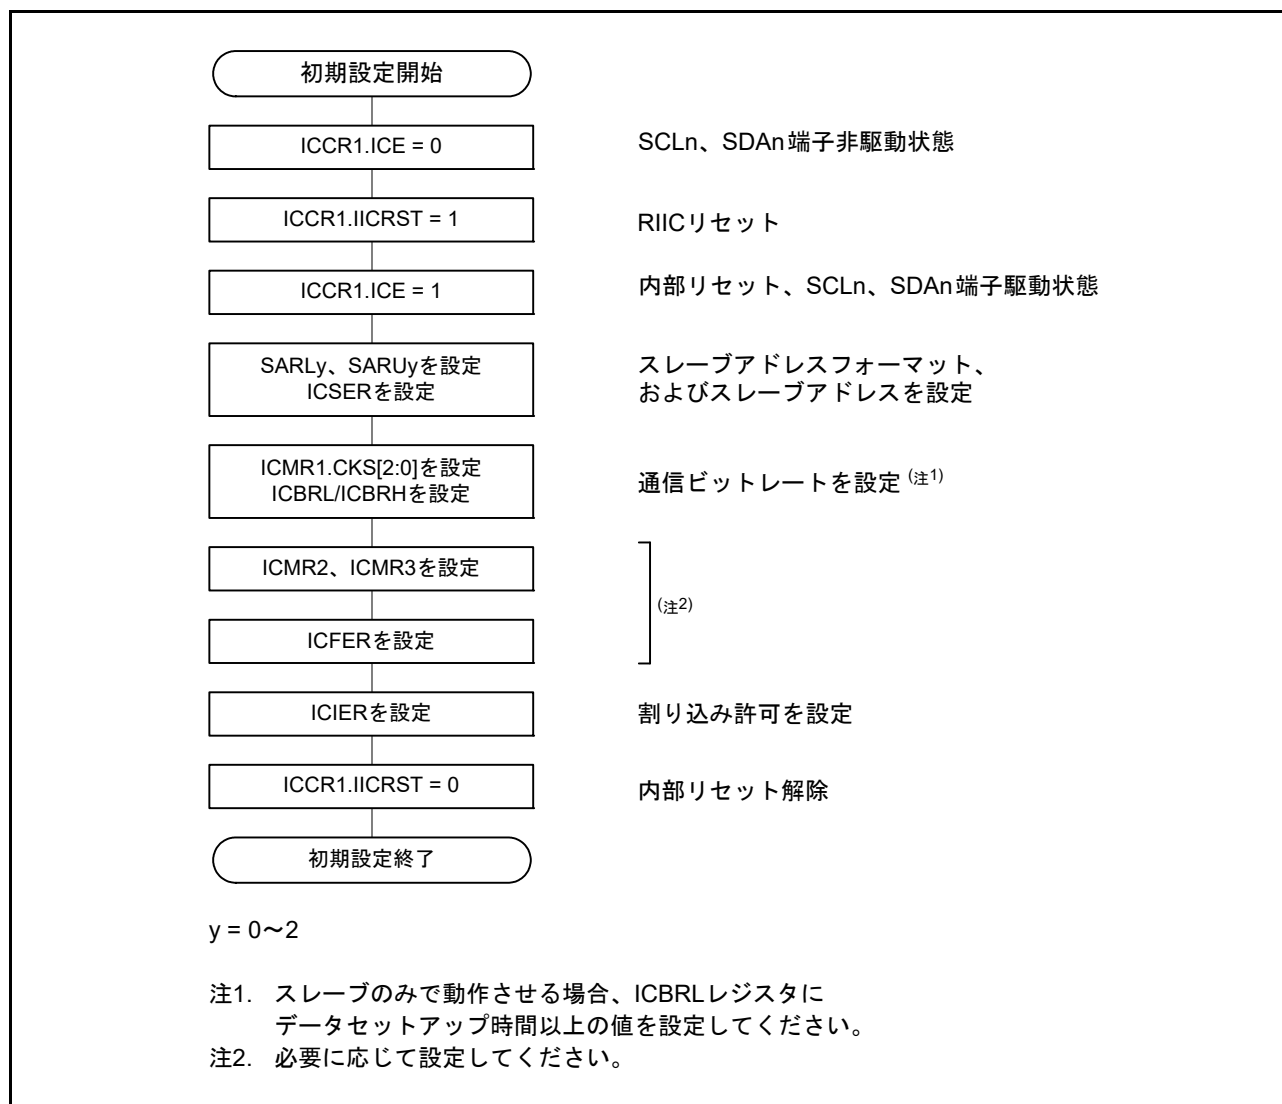 初期設定開始
ICCR1.ICE = 0
SCLn、SDAn端子非駆動状態
ICCR1.IICRST = 1
RIICリセット
ICCR1.ICE = 1
内部リセット、SCLn、SDAn端子駆動状態
SARLy、SARUyを設定
ICSERを設定
スレーブアドレスフォーマット、
およびスレーブアドレスを設定
ICMR1.CKS[2:0]を設定
ICBRL/ICBRHを設定
通信ビットレートを設定 (注1)
ICMR2、ICMR3を設定
(注2)
ICFERを設定
ICIERを設定
割り込み許可を設定
ICCR1.IICRST = 0
内部リセット解除
初期設定終了
y = 0～2
注1. スレーブのみで動作させる場合、ICBRLレジスタに
データセットアップ時間以上の値を設定してください。
注2. 必要に応じて設定してください。